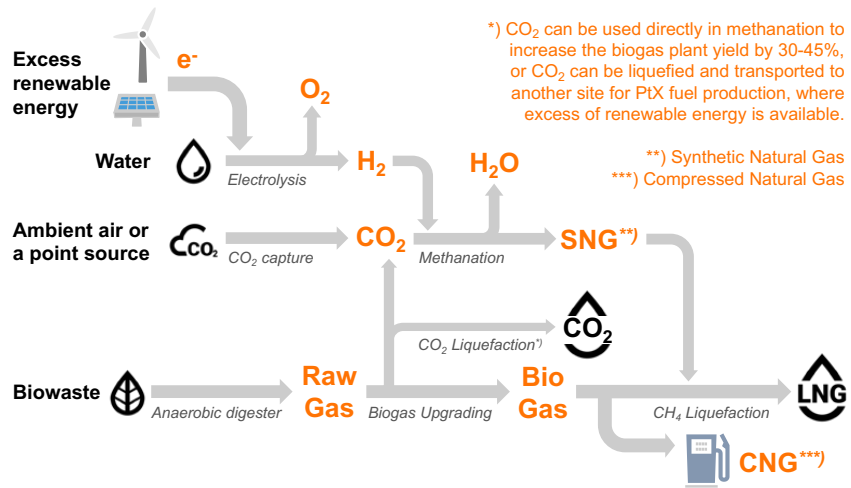 *) CO₂ can be used directly in methanation to
increase the biogas plant yield by 30-45%,
or CO₂ can be liquefied and transported to
another site for PtX fuel production, where
excess of renewable energy is available.
**) Synthetic Natural Gas
***) Compressed Natural Gas
Excess
renewable
energy
e⁻
O₂
Water
Electrolysis
H₂
H₂O
Ambient air or
a point source
CO₂
CO₂ capture
CO₂
Methanation
SNG**)
CO₂ Liquefaction*)
CO₂
Biowaste
Anaerobic digester
Raw
Gas
Biogas Upgrading
Bio
Gas
CH₄ Liquefaction
LNG
CNG***)